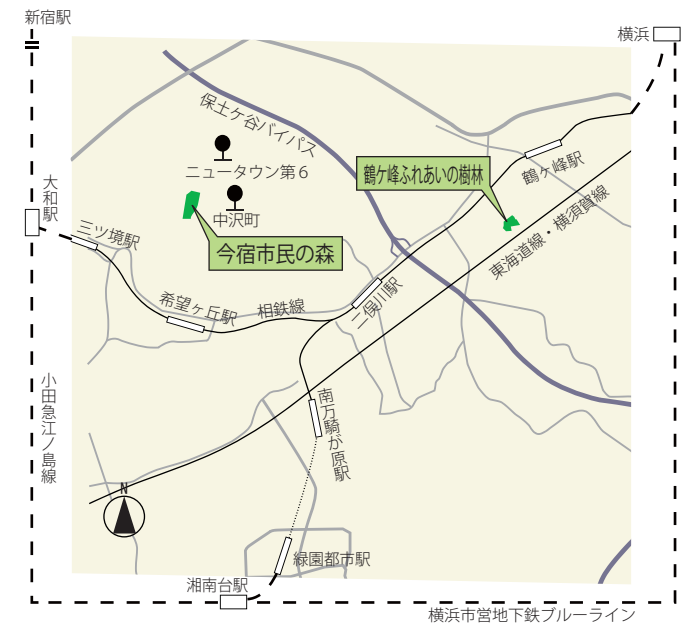 新宿駅
横浜
保土ケ谷バイパス
ニュータウン第６
鶴ケ峰ふれあいの樹林
鶴ヶ峰駅
大和駅
中沢町
三ツ境駅
今宿市民の森
東海道線・横須賀線
希望ヶ丘駅
相鉄線
二俣川駅
小田急江ノ島線
南万騎が原駅
N
緑園都市駅
湘南台駅
横浜市営地下鉄ブルーライン